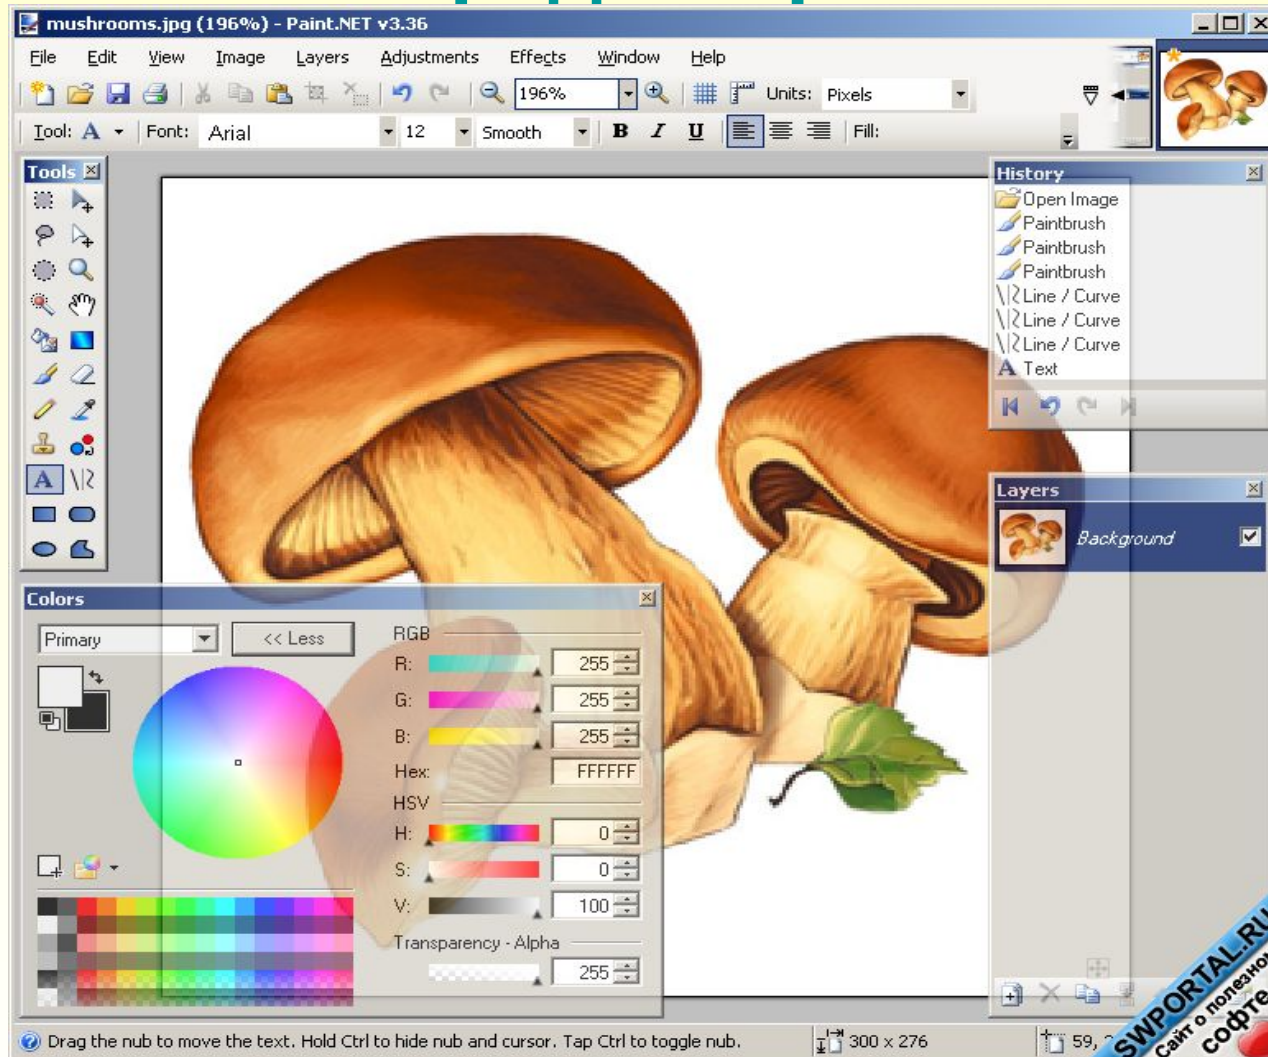 mushrooms.jpg (196%) - Paint.NET v3.36
File Edit View Image Layers Adjustments Effects Window Help
196% Units: Pixels
Tool: A Font: Arial 12 Smooth B I U Fill:
Tools
History
Open Image
Paintbrush
Paintbrush
Paintbrush
Line / Curve
Line / Curve
Line / Curve
A Text
Layers
Background
Colors
Primary
<< Less
RGB
R: 255
G: 255
B: 255
Hex: FFFFFF
HSV
H: 0
S: 0
V: 100
Transparency - Alpha
255
Drag the nub to move the text. Hold Ctrl to hide nub and cursor. Tap Ctrl to toggle nub.
300 x 276
59,
SWPORTAL.RU
Сайт о полезном
софте